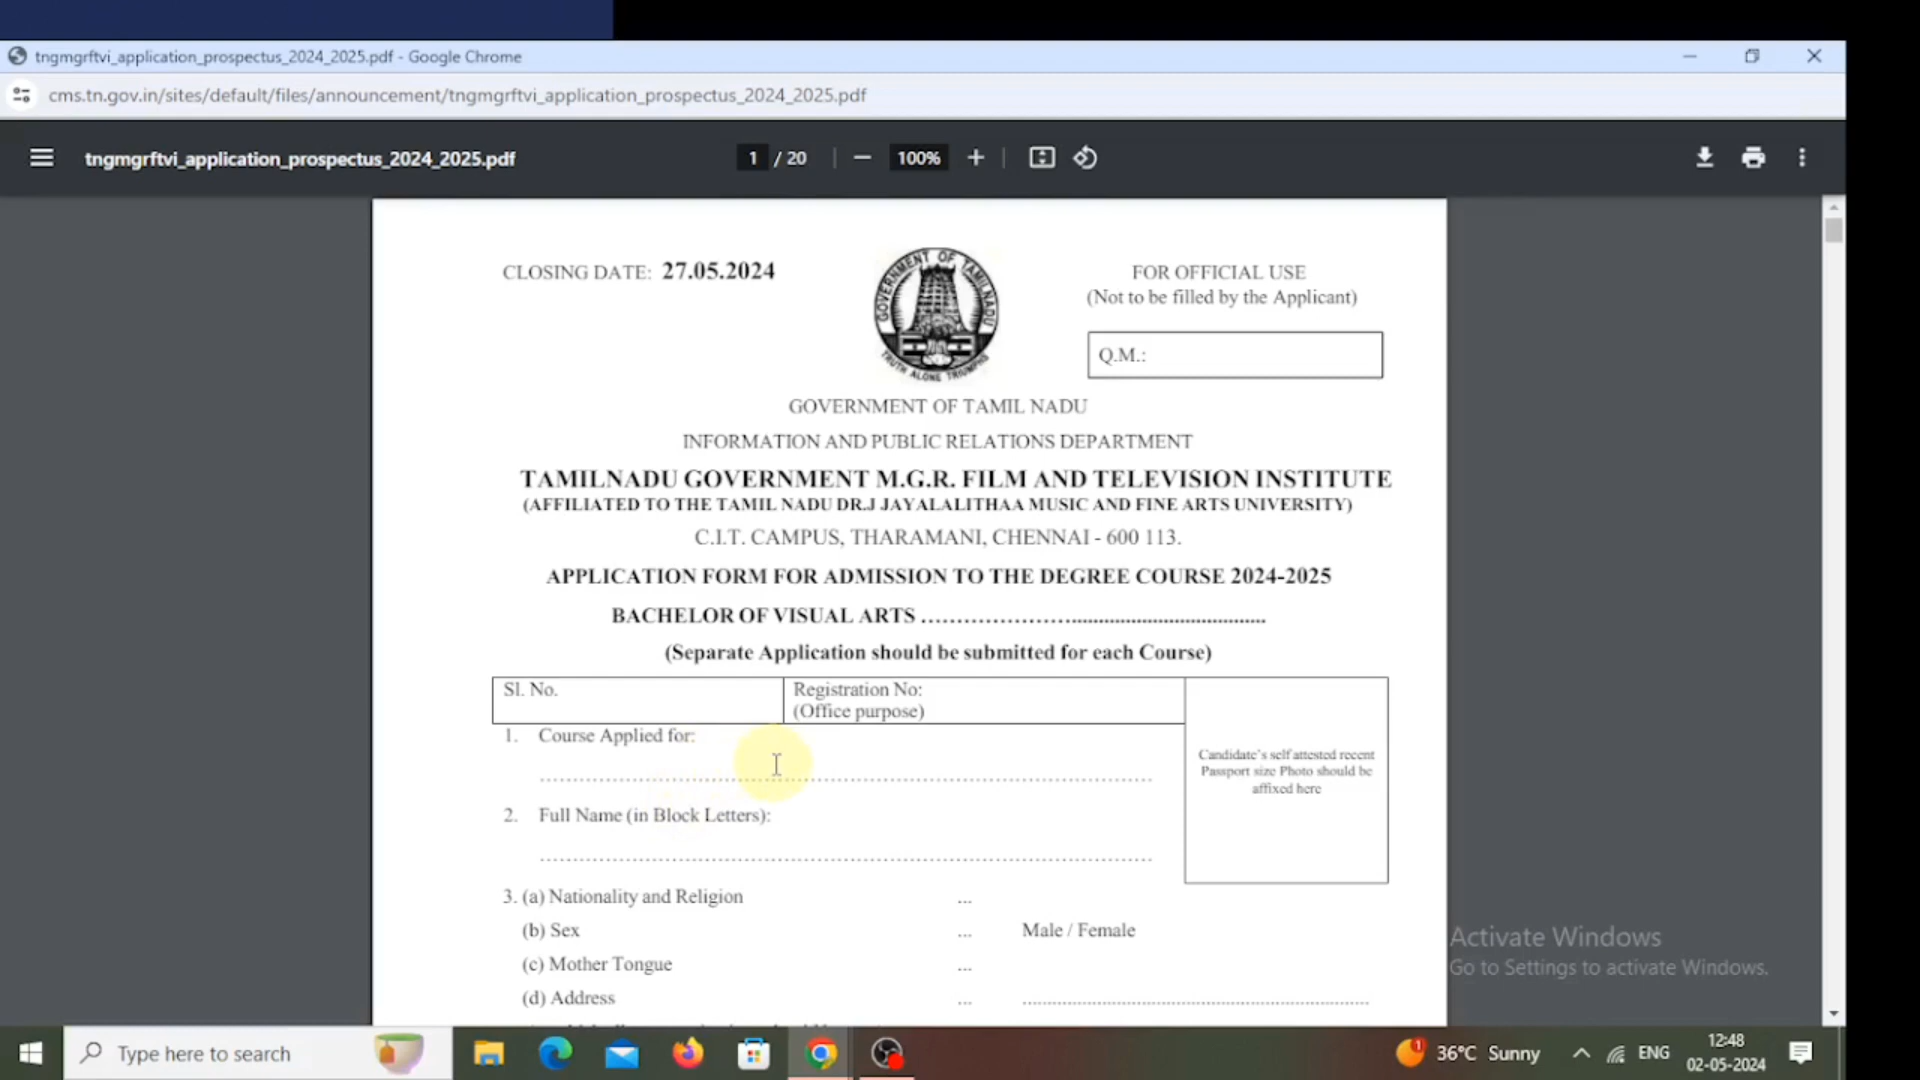 tngmgrftvi_application_prospectus_2024_2025.pdf - Google Chrome
cms.tn.gov.in/sites/default/files/announcement/tngmgrftvi_application_prospectus_2024_2025.pdf
tngmgrftvi_application_prospectus_2024_2025.pdf
1 / 20
100%
CLOSING DATE: 27.05.2024
GOVERNMENT OF TAMILNADU
TRUTH ALONE TRIUMPHS
FOR OFFICIAL USE
(Not to be filled by the Applicant)
Q.M.:
GOVERNMENT OF TAMIL NADU
INFORMATION AND PUBLIC RELATIONS DEPARTMENT
TAMILNADU GOVERNMENT M.G.R. FILM AND TELEVISION INSTITUTE
(AFFILIATED TO THE TAMIL NADU DR.J JAYALALITHAA MUSIC AND FINE ARTS UNIVERSITY)
C.I.T. CAMPUS, THARAMANI, CHENNAI - 600 113.
APPLICATION FORM FOR ADMISSION TO THE DEGREE COURSE 2024-2025
BACHELOR OF VISUAL ARTS ............................................................
(Separate Application should be submitted for each Course)
Sl. No.
Registration No:
(Office purpose)
1. Course Applied for:
2. Full Name (in Block Letters):
Candidate's self attested recent
Passport size Photo should be
affixed here
3. (a) Nationality and Religion ...
(b) Sex ... Male / Female
(c) Mother Tongue ...
(d) Address ... ............................................................
Activate Windows
Go to Settings to activate Windows.
Type here to search
1
36°C Sunny
ENG
12:48
02-05-2024